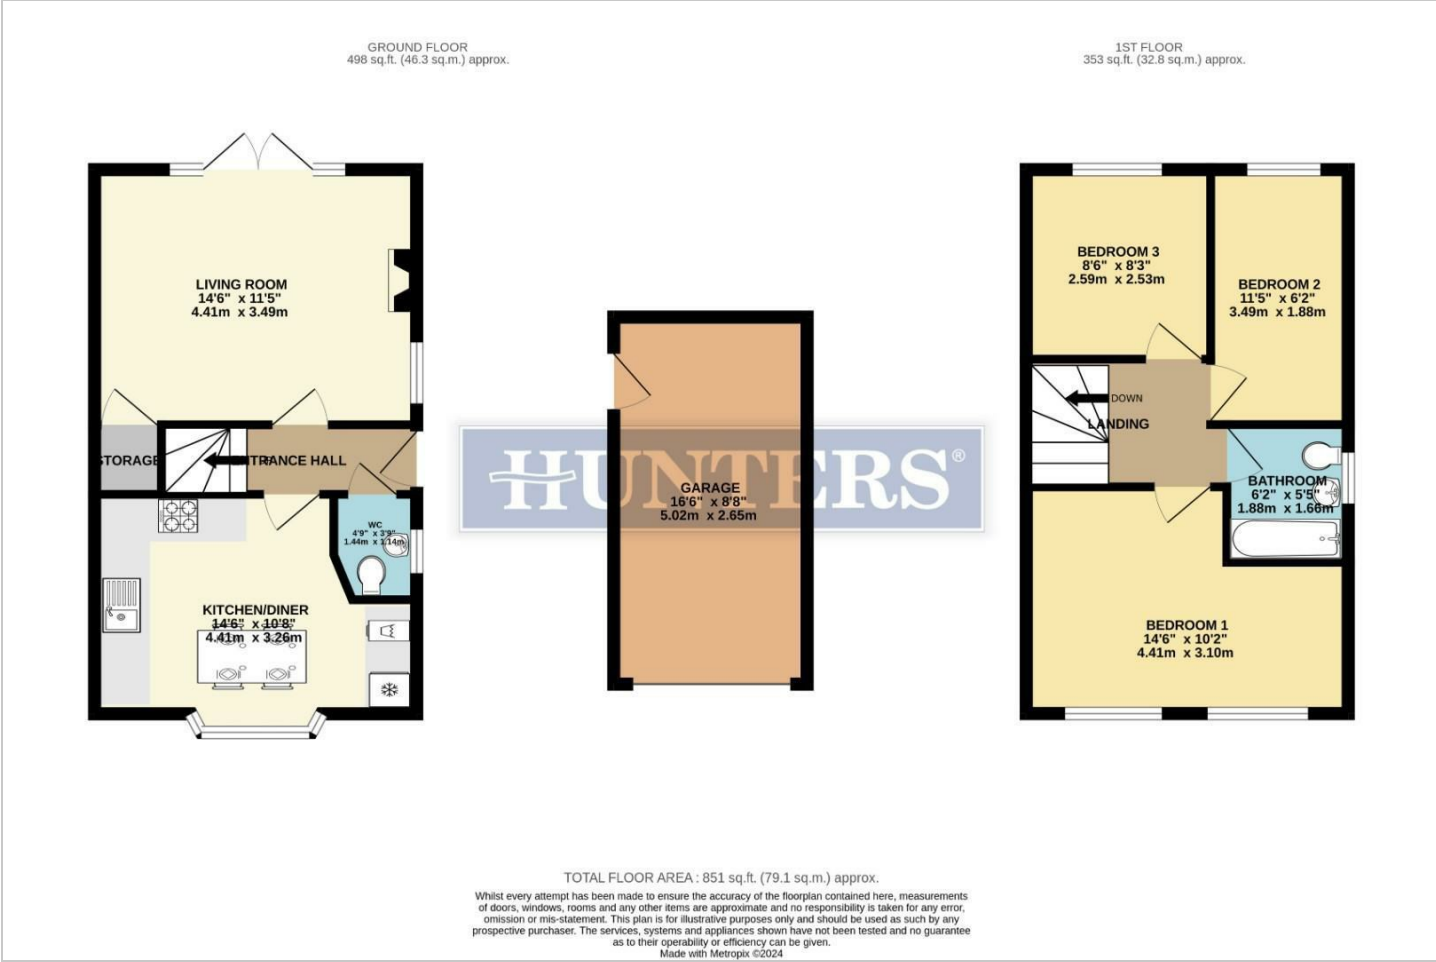 GROUND FLOOR
498 sq.ft. (46.3 sq.m.) approx.
1ST FLOOR
353 sq.ft. (32.8 sq.m.) approx.
LIVING ROOM
14'6" x 11'5"
4.41m x 3.49m
STORAGE
ENTRANCE HALL
WC
4'9" x 3'9"
1.44m x 1.14m
KITCHEN/DINER
14'6" x 10'8"
4.41m x 3.26m
HUNTERS®
GARAGE
16'6" x 8'8"
5.02m x 2.65m
BEDROOM 3
8'6" x 8'3"
2.59m x 2.53m
BEDROOM 2
11'5" x 6'2"
3.49m x 1.88m
DOWN
LANDING
BATHROOM
6'2" x 5'5"
1.88m x 1.66m
BEDROOM 1
14'6" x 10'2"
4.41m x 3.10m
TOTAL FLOOR AREA : 851 sq.ft. (79.1 sq.m.) approx.
Whilst every attempt has been made to ensure the accuracy of the floorplan contained here, measurements
of doors, windows, rooms and any other items are approximate and no responsibility is taken for any error,
omission or mis-statement. This plan is for illustrative purposes only and should be used as such by any
prospective purchaser. The services, systems and appliances shown have not been tested and no guarantee
as to their operability or efficiency can be given.
Made with Metropix ©2024